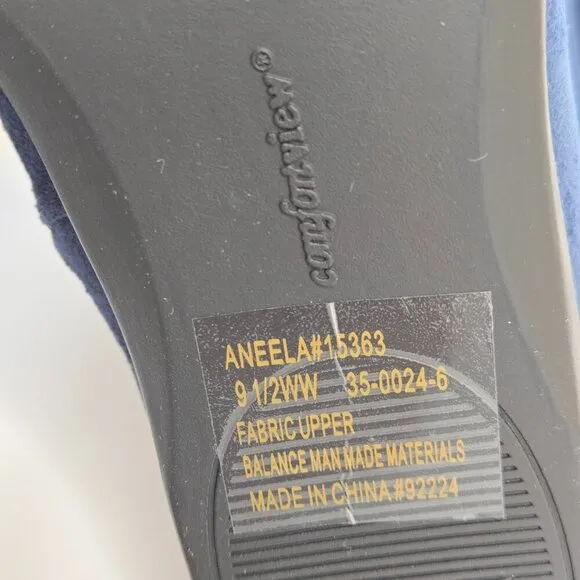 comfortview®
ANEELA#15363
9 1/2WW 35-0024-6
FABRIC UPPER
BALANCE MAN MADE MATERIALS
MADE IN CHINA#92224